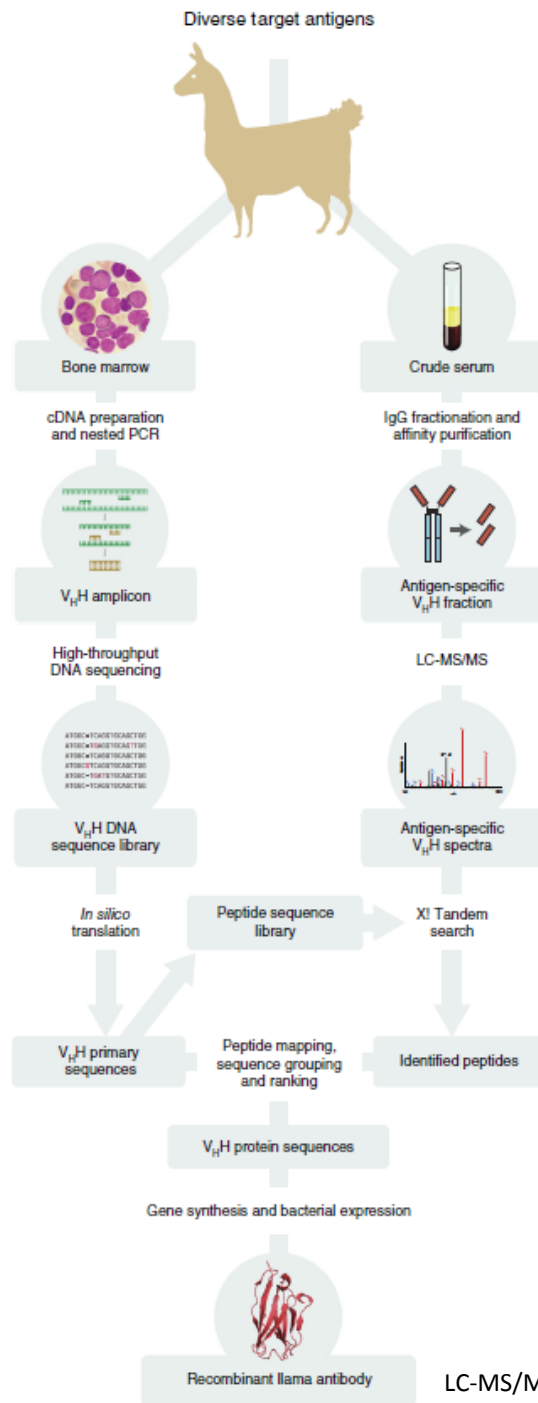 Diverse target antigens
Bone marrow
Crude serum
cDNA preparation
and nested PCR
IgG fractionation and
affinity purification
VHH amplicon
Antigen-specific
VHH fraction
High-throughput
DNA sequencing
LC-MS/MS
VHH DNA
sequence library
Antigen-specific
VHH spectra
In silico
translation
Peptide sequence
library
X! Tandem
search
VHH primary
sequences
Peptide mapping,
sequence grouping
and ranking
Identified peptides
VHH protein sequences
Gene synthesis and bacterial expression
Recombinant llama antibody
LC-MS/M